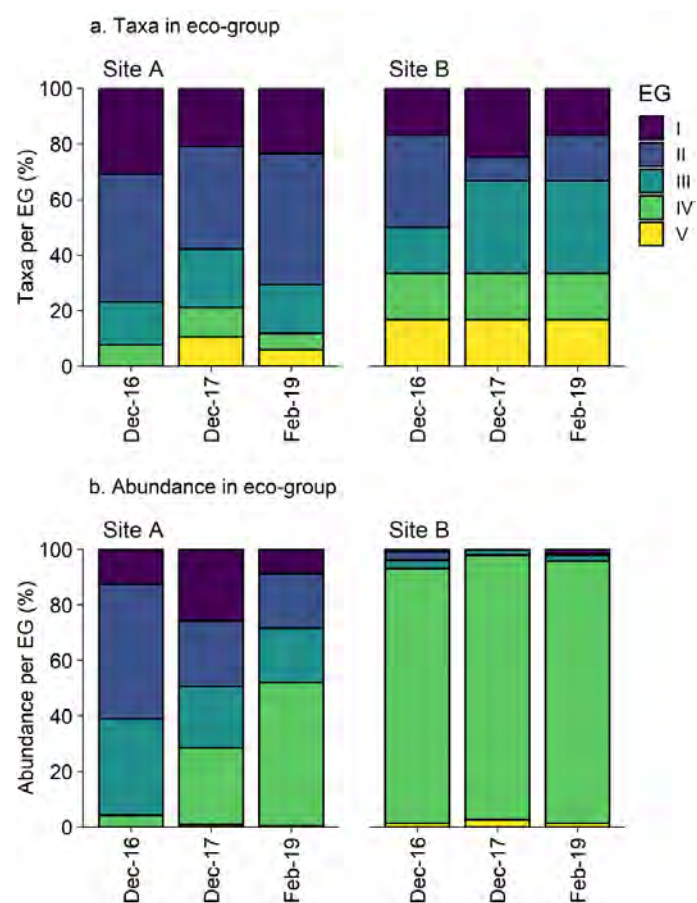 a. Taxa in eco-group
Site A
Site B
EG
I
II
III
IV
V
Taxa per EG (%)
100
80
60
40
20
0
Dec-16
Dec-17
Feb-19
Dec-16
Dec-17
Feb-19
b. Abundance in eco-group
Site A
Site B
Abundance per EG (%)
100
80
60
40
20
0
Dec-16
Dec-17
Feb-19
Dec-16
Dec-17
Feb-19